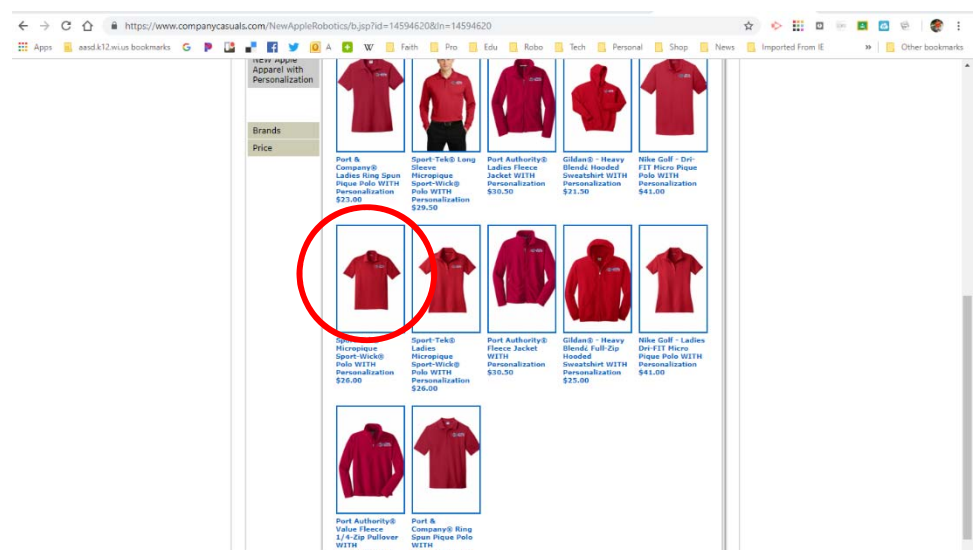 https://www.companycasuals.com/NewAppleRobotics/b.jsp?id=14594620&ln=14594620
Apps
aasd.k12.wi.us bookmarks
A
W
Faith
Pro
Edu
Robo
Tech
Personal
Shop
News
Imported From IE
»
Other bookmarks
NEW Apple
Apparel with
Personalization
Brands
Price
Port &
Company®
Ladies Ring Spun
Pique Polo WITH
Personalization
$23.00
Sport-Tek® Long
Sleeve
Micropique
Sport-Wick®
Polo WITH
Personalization
$29.50
Port Authority®
Ladies Fleece
Jacket WITH
Personalization
$30.50
Gildan® - Heavy
Blend¢ Hooded
Sweatshirt WITH
Personalization
$21.50
Nike Golf - Dri-
FIT Micro Pique
Polo WITH
Personalization
$41.00
Sport-Tek®
Micropique
Sport-Wick®
Polo WITH
Personalization
$26.00
Sport-Tek®
Ladies
Micropique
Sport-Wick®
Polo WITH
Personalization
$26.00
Port Authority®
Fleece Jacket
WITH
Personalization
$30.50
Gildan® - Heavy
Blend¢ Full-Zip
Hooded
Sweatshirt WITH
Personalization
$25.00
Nike Golf - Ladies
Dri-FIT Micro
Pique Polo WITH
Personalization
$41.00
Port Authority®
Value Fleece
1/4-Zip Pullover
WITH
Port &
Company® Ring
Spun Pique Polo
WITH